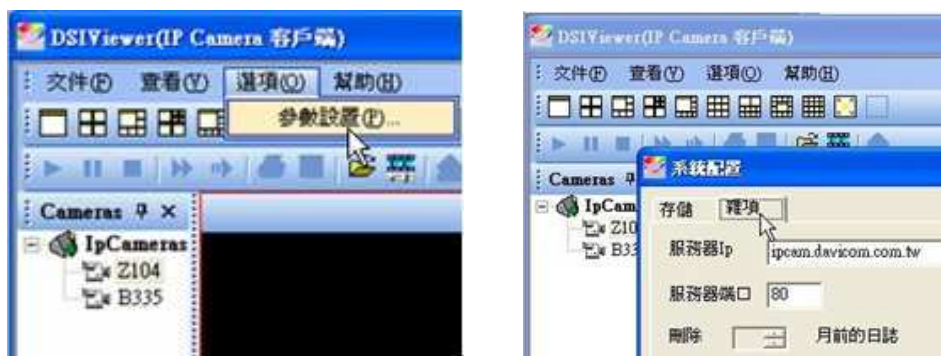 DSIViewer(IP Camera 客戶端)
文件(F) 查看(V) 選項(O) 幫助(H)
參數設置(P)...
Cameras
IpCameras
Z104
B335
DSIViewer(IP Camera 客戶端)
文件(F) 查看(V) 選項(O) 幫助(H)
Cameras
系統配置
IpCam
Z10
B33
存儲 雜項
服務器Ip ipcam.davicom.com.tw
服務器端口 80
刪除 月前的日誌